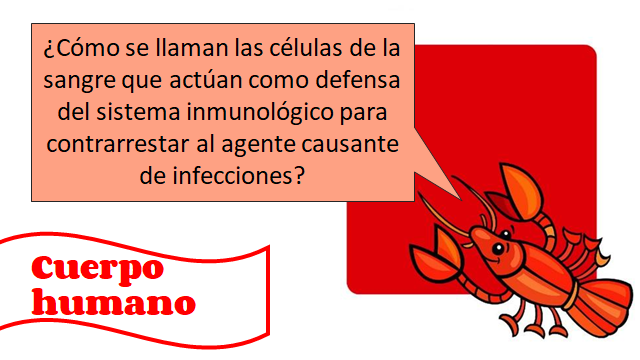 ¿Cómo se llaman las células de la
sangre que actúan como defensa
del sistema inmunológico para
contrarrestar al agente causante
de infecciones?
Cuerpo
humano